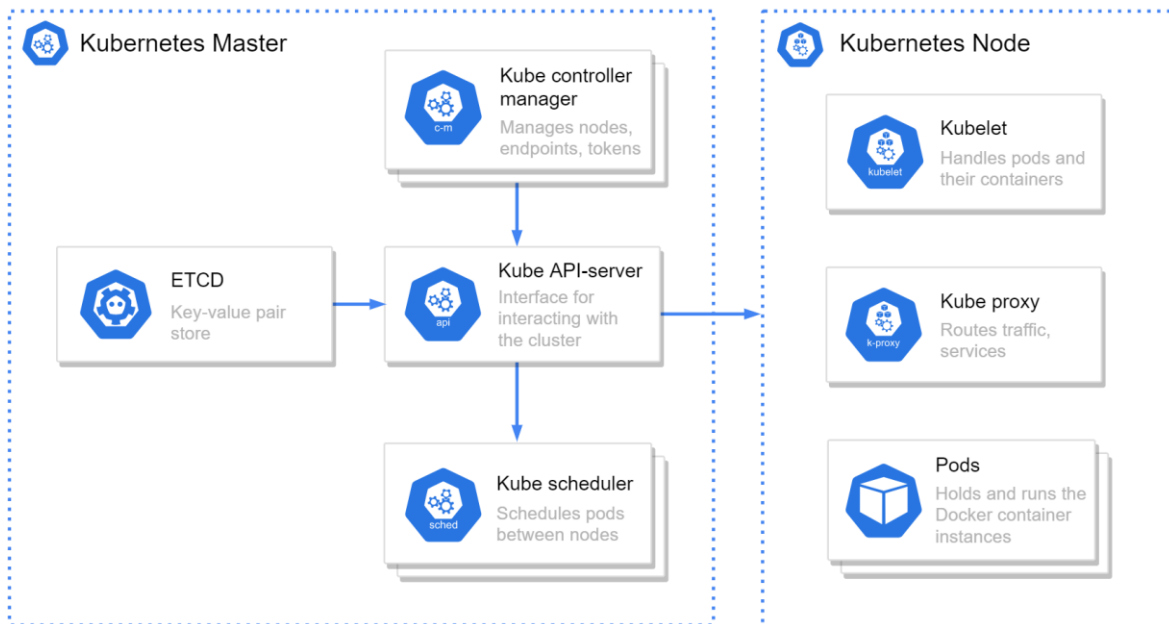 Kubernetes Master
Kube controller
manager
Manages nodes,
endpoints, tokens
c-m
ETCD
Key-value pair
store
Kube API-server
Interface for
interacting with
the cluster
api
Kube scheduler
Schedules pods
between nodes
sched
Kubernetes Node
Kubelet
Handles pods and
their containers
kubelet
Kube proxy
Routes traffic,
services
k-proxy
Pods
Holds and runs the
Docker container
instances